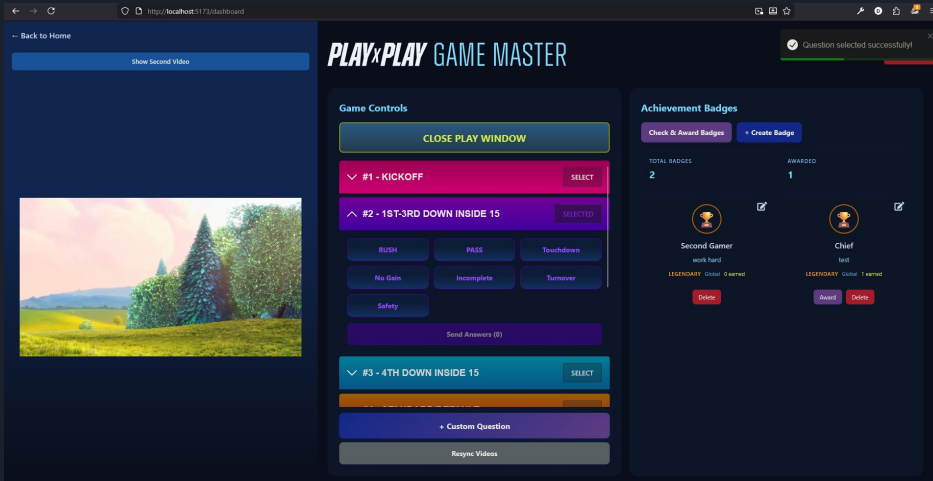 http://localhost:5173/dashboard
← Back to Home
Show Second Video
PLAYxPLAY GAME MASTER
Question selected successfully!
Game Controls
CLOSE PLAY WINDOW
#1 - KICKOFF
SELECT
#2 - 1ST-3RD DOWN INSIDE 15
SELECTED
RUSH
PASS
Touchdown
No Gain
Incomplete
Turnover
Safety
Send Answers (0)
#3 - 4TH DOWN INSIDE 15
SELECT
+ Custom Question
Resync Videos
Achievement Badges
Check & Award Badges
+ Create Badge
TOTAL BADGES
2
AWARDED
1
Second Gamer
work hard
LEGENDARY Global 0 earned
Delete
Chief
test
LEGENDARY Global 1 earned
Award
Delete